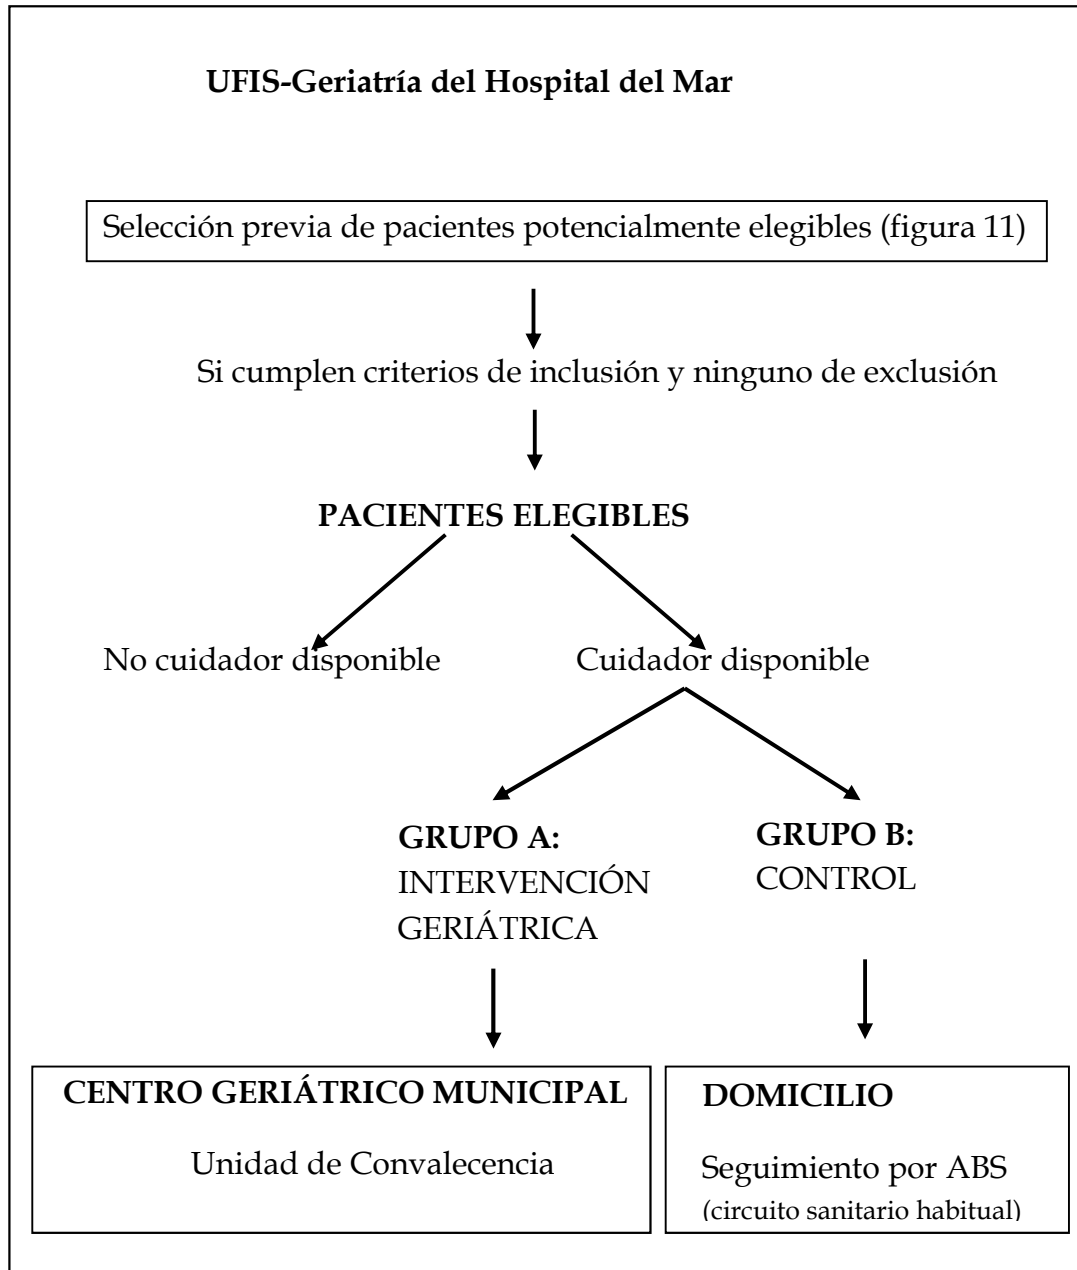 UFIS-Geriatría del Hospital del Mar
Selección previa de pacientes potencialmente elegibles (figura 11)
Si cumplen criterios de inclusión y ninguno de exclusión
PACIENTES ELEGIBLES
No cuidador disponible
Cuidador disponible
GRUPO A:
INTERVENCIÓN
GERIÁTRICA
GRUPO B:
CONTROL
CENTRO GERIÁTRICO MUNICIPAL
Unidad de Convalecencia
DOMICILIO
Seguimiento por ABS
(circuito sanitario habitual)